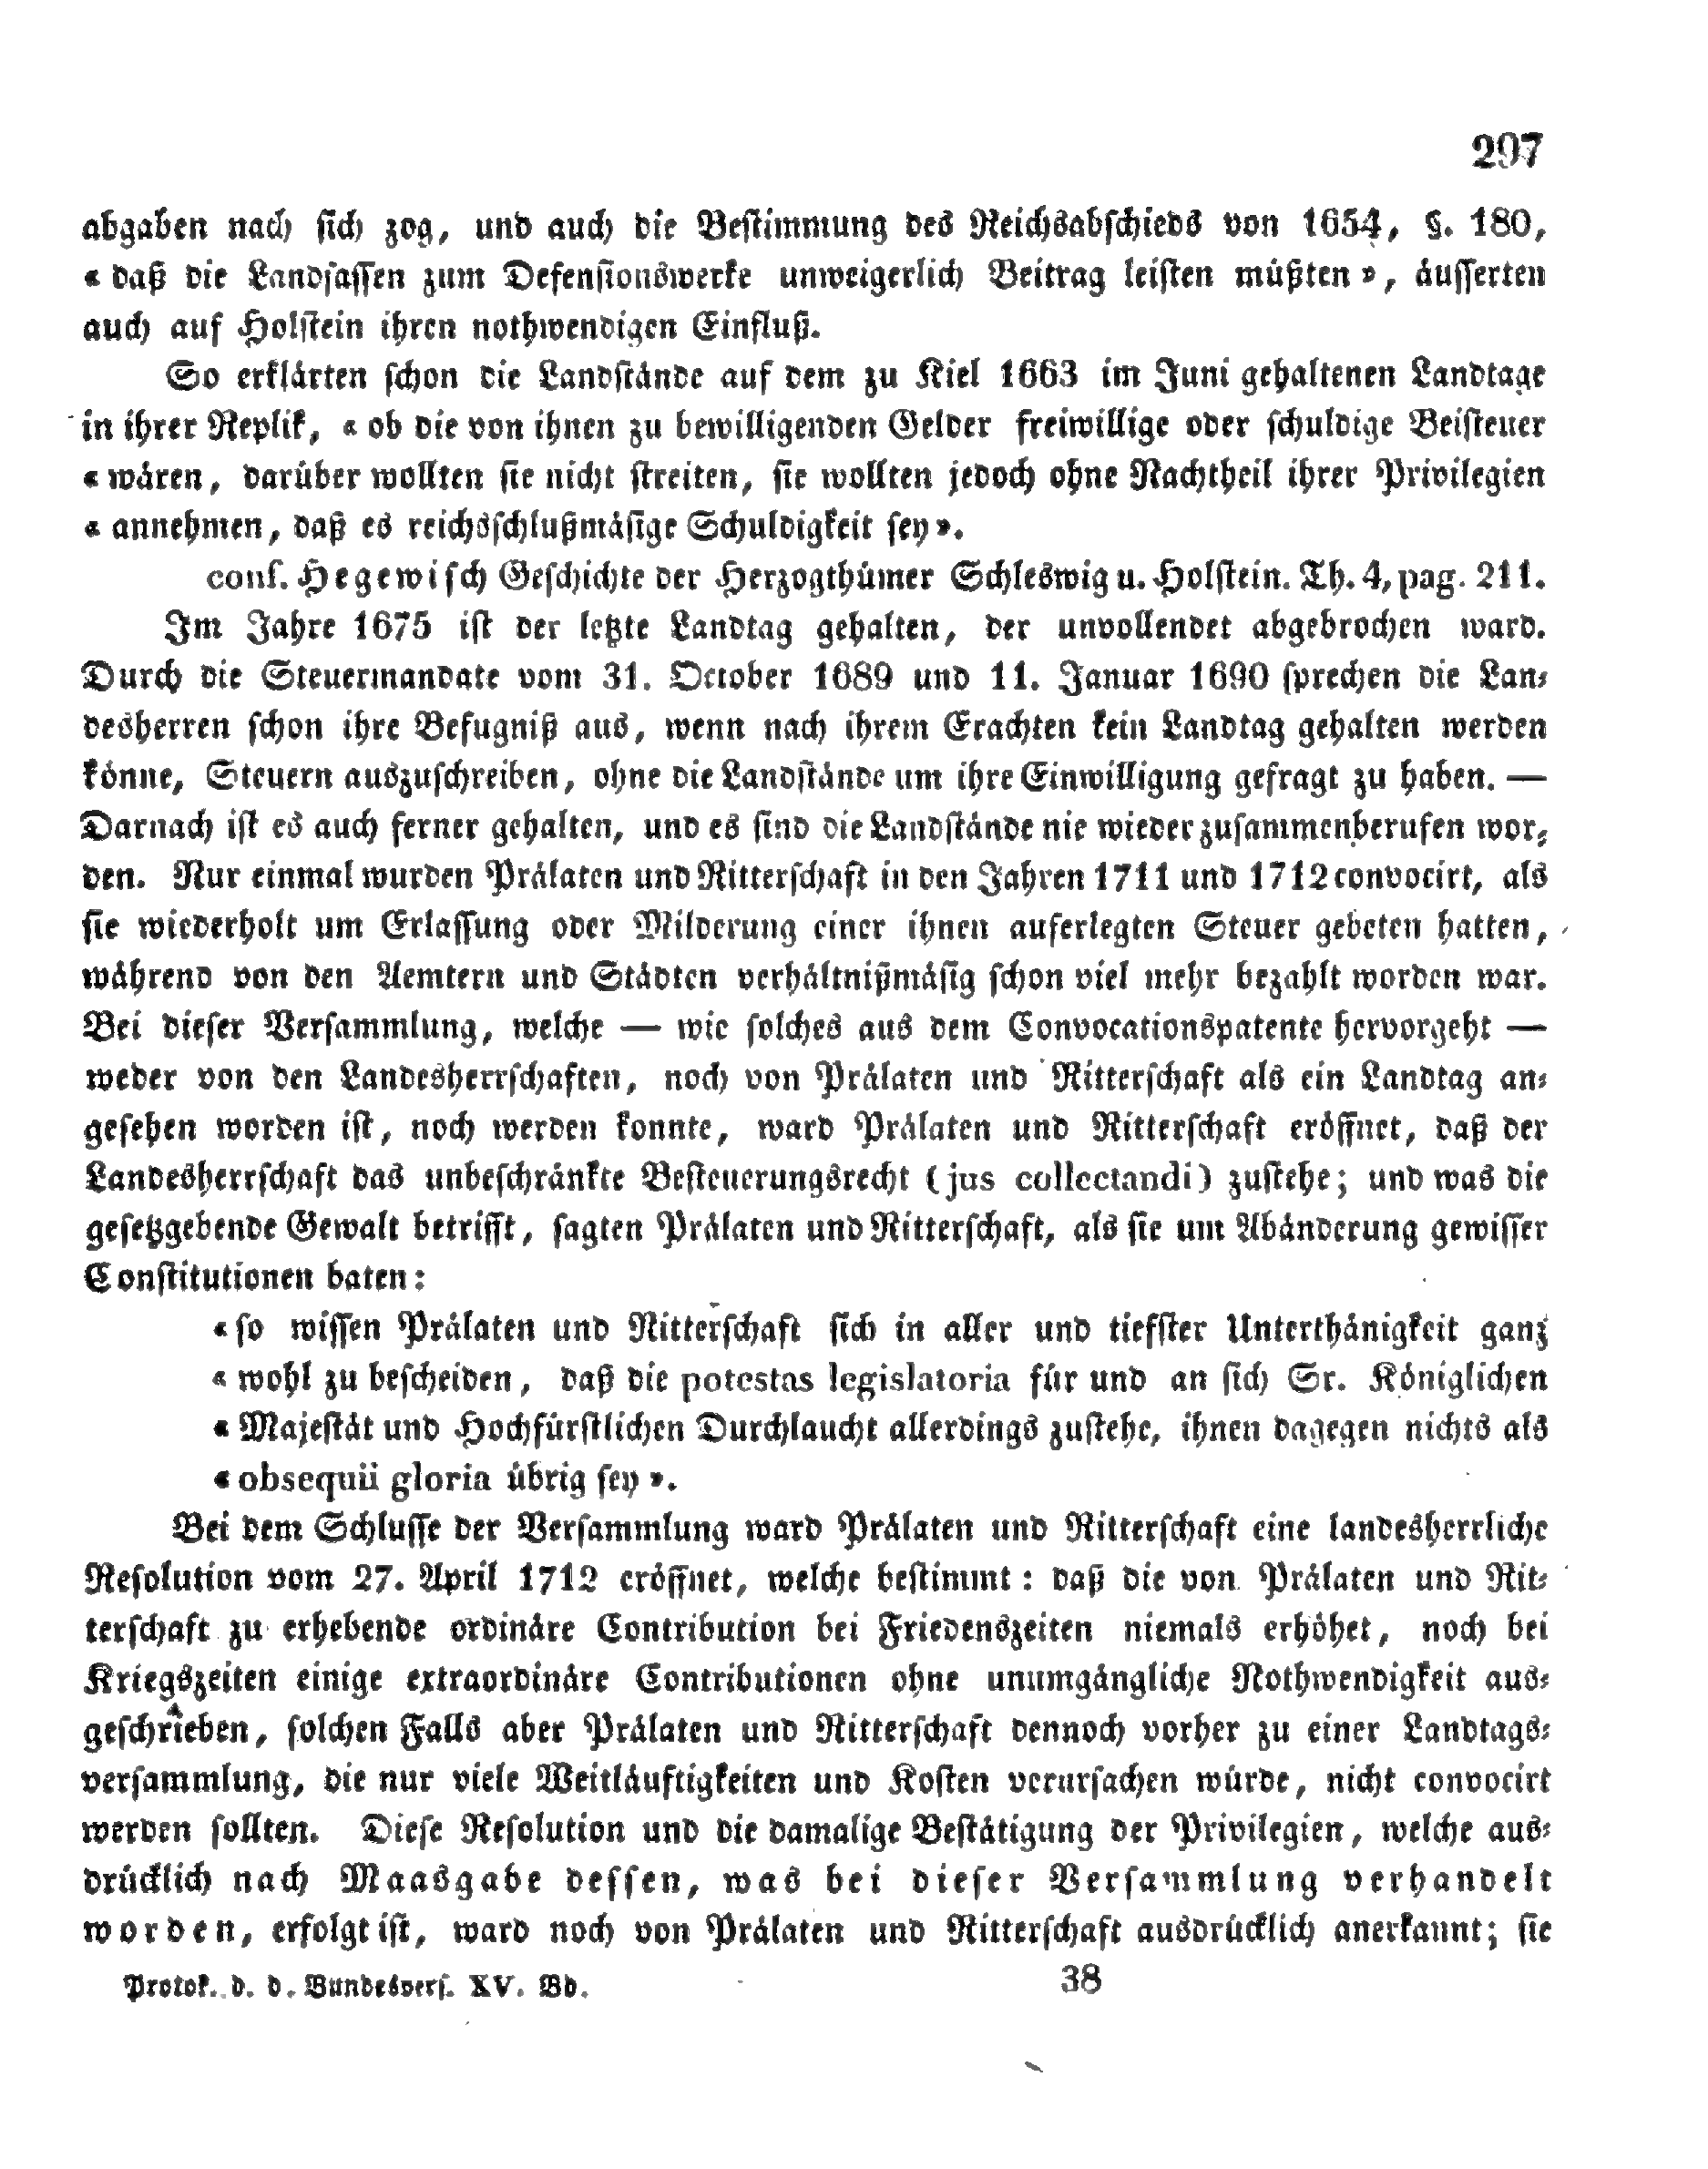 297
abgaben nach sich zog, und auch die Bestimmung des Reichsabschieds von 1654, §. 180,
« daß die Landsassen zum Defensionswerke unweigerlich Beitrag leisten müßten », äusserten
auch auf Holstein ihren nothwendigen Einfluß.
So erklärten schon die Landstände auf dem zu Kiel 1663 im Juni gehaltenen Landtage
in ihrer Replik, « ob die von ihnen zu bewilligenden Gelder freiwillige oder schuldige Beisteuer
« wären, darüber wollten sie nicht streiten, sie wollten jedoch ohne Nachtheil ihrer Privilegien
« annehmen, daß es reichsschlußmäsige Schuldigkeit sey ».
conf. Hegewisch Geschichte der Herzogthümer Schleswig u. Holstein. Th. 4, pag. 211.
Im Jahre 1675 ist der letzte Landtag gehalten, der unvollendet abgebrochen ward.
Durch die Steuermandate vom 31. October 1689 und 11. Januar 1690 sprechen die Lan-
desherren schon ihre Befugniß aus, wenn nach ihrem Erachten kein Landtag gehalten werden
könne, Steuern auszuschreiben, ohne die Landstände um ihre Einwilligung gefragt zu haben. —
Darnach ist es auch ferner gehalten, und es sind die Landstände nie wieder zusammenberufen wor-
den. Nur einmal wurden Prälaten und Ritterschaft in den Jahren 1711 und 1712 convocirt, als
sie wiederholt um Erlassung oder Milderung einer ihnen auferlegten Steuer gebeten hatten,
während von den Aemtern und Städten verhältnißmäsig schon viel mehr bezahlt worden war.
Bei dieser Versammlung, welche — wie solches aus dem Convocationspatente hervorgeht —
weder von den Landesherrschaften, noch von Prälaten und Ritterschaft als ein Landtag an-
gesehen worden ist, noch werden konnte, ward Prälaten und Ritterschaft eröffnet, daß der
Landesherrschaft das unbeschränkte Besteuerungsrecht (jus collectandi) zustehe; und was die
gesetzgebende Gewalt betrifft, sagten Prälaten und Ritterschaft, als sie um Abänderung gewisser
Constitutionen baten:
« so wissen Prälaten und Ritterschaft sich in aller und tiefster Unterthänigkeit ganz
« wohl zu bescheiden, daß die potestas legislatoria für und an sich Sr. Königlichen
« Majestät und Hochfürstlichen Durchlaucht allerdings zustehe, ihnen dagegen nichts als
« obsequii gloria übrig sey ».
Bei dem Schlusse der Versammlung ward Prälaten und Ritterschaft eine landesherrliche
Resolution vom 27. April 1712 eröffnet, welche bestimmt: daß die von Prälaten und Rit-
terschaft zu erhebende ordinäre Contribution bei Friedenszeiten niemals erhöhet, noch bei
Kriegszeiten einige extraordinäre Contributionen ohne unumgängliche Nothwendigkeit aus-
geschrieben, solchen Falls aber Prälaten und Ritterschaft dennoch vorher zu einer Landtags-
versammlung, die nur viele Weitläuftigkeiten und Kosten verursachen würde, nicht convocirt
werden sollten. Diese Resolution und die damalige Bestätigung der Privilegien, welche aus-
drücklich nach Maasgabe dessen, was bei dieser Versammlung verhandelt
worden, erfolgt ist, ward noch von Prälaten und Ritterschaft ausdrücklich anerkannt; sie
Protok. d. d. Bundesvers. XV. Bd. 38